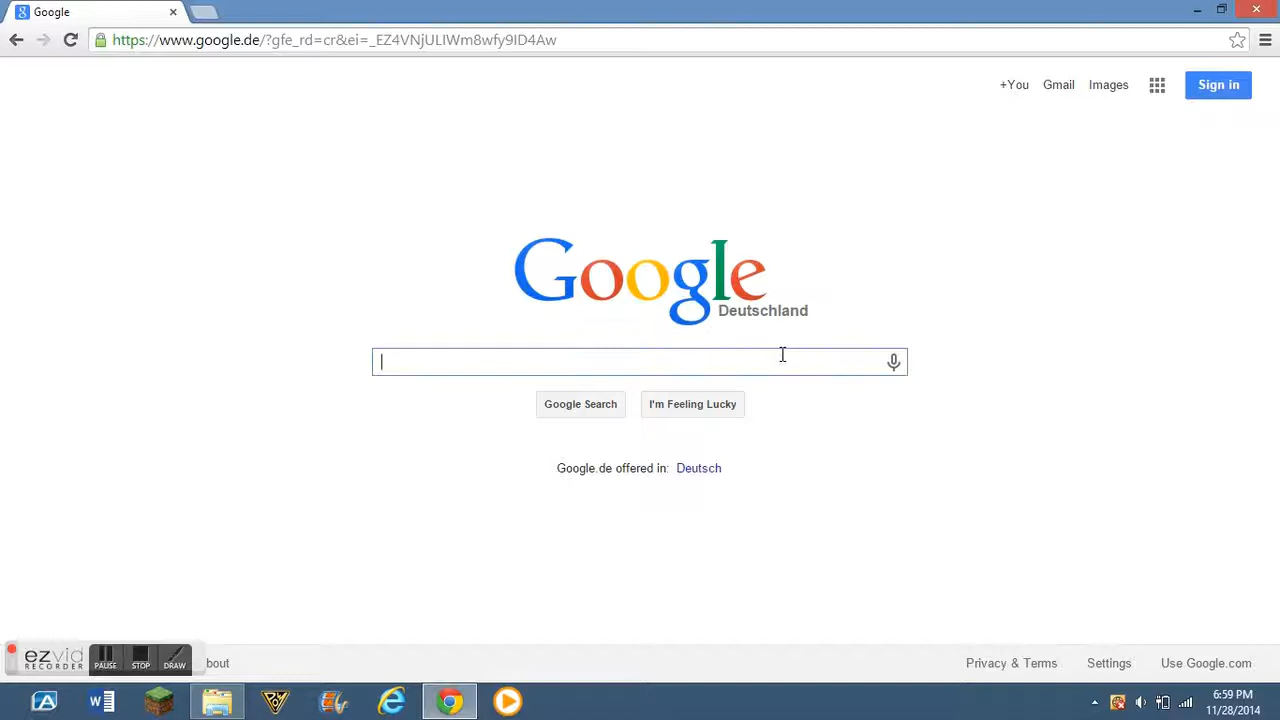 Google
https://www.google.de/?gfe_rd=cr&ei=_EZ4VNjULIWm8wfy9ID4Aw
+You Gmail Images Sign in
Google
Deutschland
Google Search I'm Feeling Lucky
Google.de offered in: Deutsch
ezvid
RECORDER
PAUSE STOP DRAW
bout
Privacy & Terms Settings Use Google.com
6:59 PM
11/28/2014